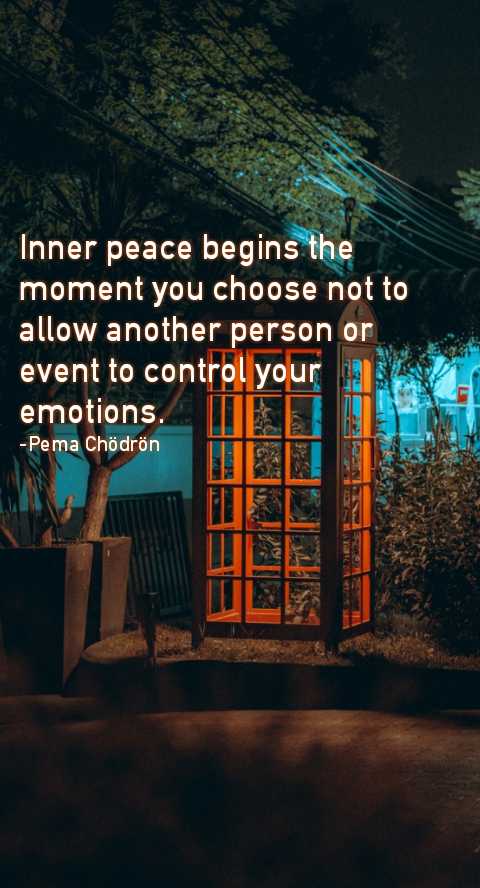 Inner peace begins the
moment you choose not to
allow another person or
event to control your
emotions.
-Pema Chödrön